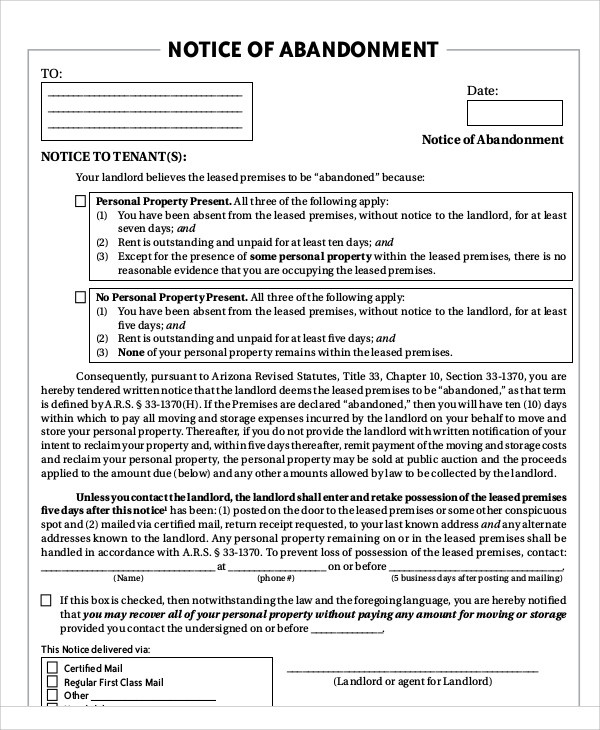 NOTICE OF ABANDONMENT
TO:
Date:
Notice of Abandonment
NOTICE TO TENANT(S):
Your landlord believes the leased premises to be “abandoned” because:
Personal Property Present. All three of the following apply:
(1) You have been absent from the leased premises, without notice to the landlord, for at least
seven days; and
(2) Rent is outstanding and unpaid for at least ten days; and
(3) Except for the presence of some personal property within the leased premises, there is no
reasonable evidence that you are occupying the leased premises.
No Personal Property Present. All three of the following apply:
(1) You have been absent from the leased premises, without notice to the landlord, for at least
five days; and
(2) Rent is outstanding and unpaid for at least five days; and
(3) None of your personal property remains within the leased premises.
Consequently, pursuant to Arizona Revised Statutes, Title 33, Chapter 10, Section 33-1370, you are
hereby tendered written notice that the landlord deems the leased premises to be “abandoned,” as that term
is defined by A.R.S. § 33-1370(H). If the Premises are declared “abandoned,” then you will have ten (10) days
within which to pay all moving and storage expenses incurred by the landlord on your behalf to move and
store your personal property. Thereafter, if you do not provide the landlord with written notification of your
intent to reclaim your property and, within five days thereafter, remit payment of the moving and storage costs
and reclaim your property, the personal property may be sold at public auction and the proceeds
applied to the amount due (below) and any other amounts allowed by law to be collected by the landlord.
Unless you contact the landlord, the landlord shall enter and retake possession of the leased premises
five days after this notice¹ has been: (1) posted on the door to the leased premises or some other conspicuous
spot and (2) mailed via certified mail, return receipt requested, to your last known address and any alternate
addresses known to the landlord. Any personal property remaining on or in the leased premises shall be
handled in accordance with A.R.S. § 33-1370. To prevent loss of possession of the leased premises, contact:
____________________ at ____________ on or before ____________________,
(Name) (phone#) (5 business days after posting and mailing)
If this box is checked, then notwithstanding the law and the foregoing language, you are hereby notified
that you may recover all of your personal property without paying any amount for moving or storage
provided you contact the undersigned on or before ____________,
This Notice delivered via:
Certified Mail
Regular First Class Mail
Other ____________________
(Landlord or agent for Landlord)